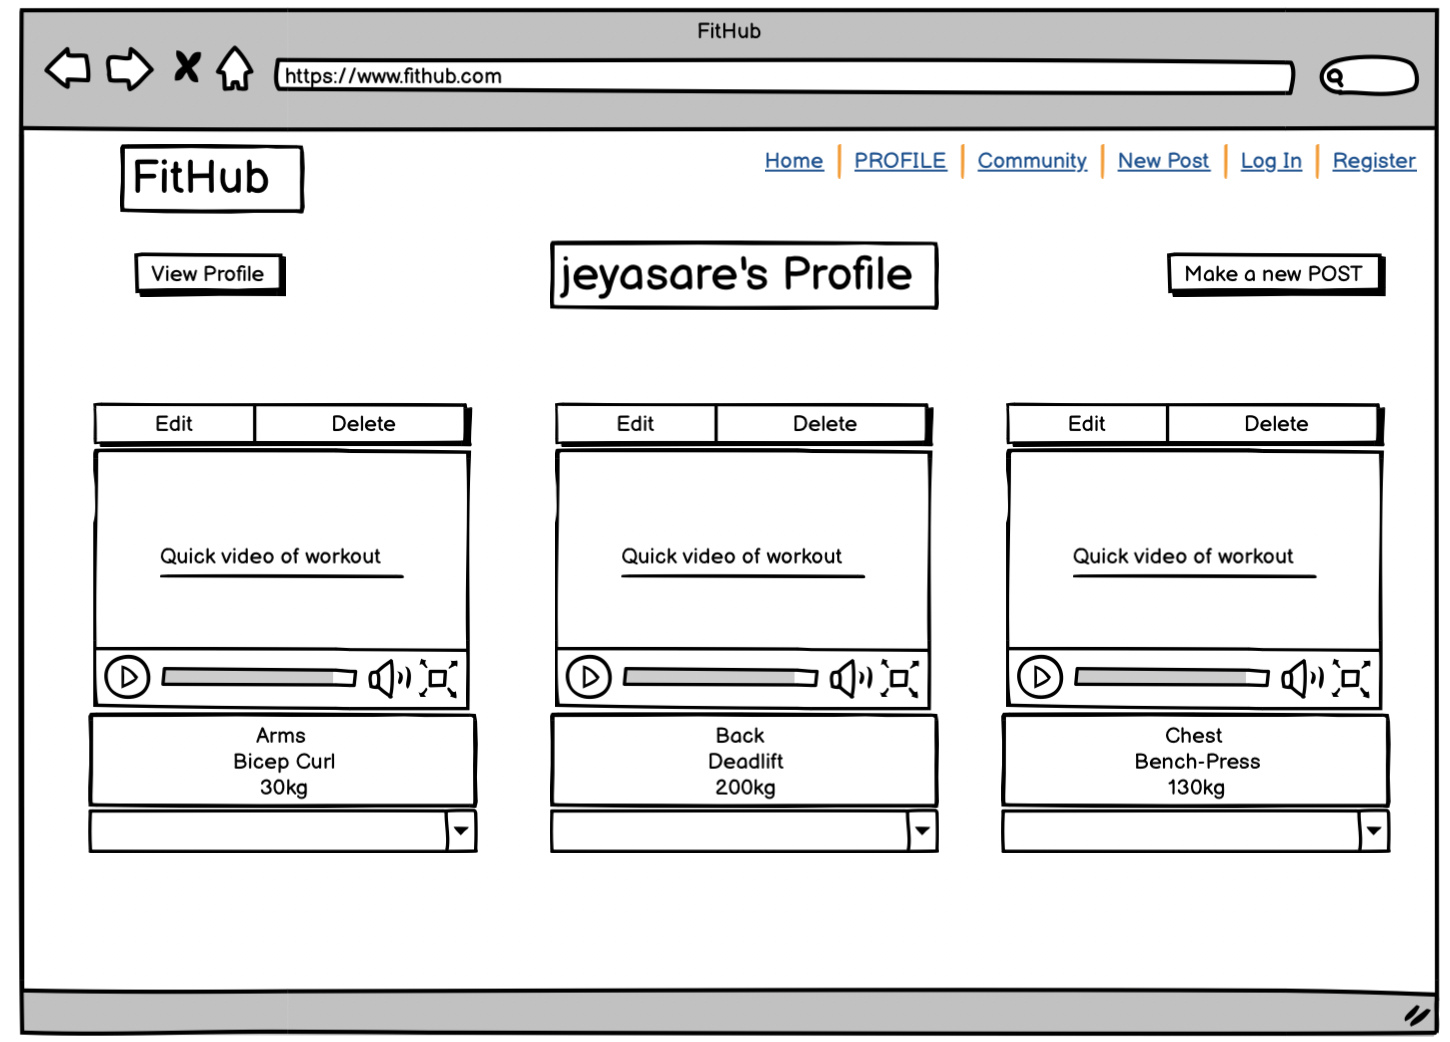 FitHub
https://www.fithub.com
FitHub
Home PROFILE Community New Post Log In Register
View Profile
jeyasare's Profile
Make a new POST
Edit Delete
Edit Delete
Edit Delete
Quick video of workout
Quick video of workout
Quick video of workout
Arms
Bicep Curl
30kg
Back
Deadlift
200kg
Chest
Bench-Press
130kg